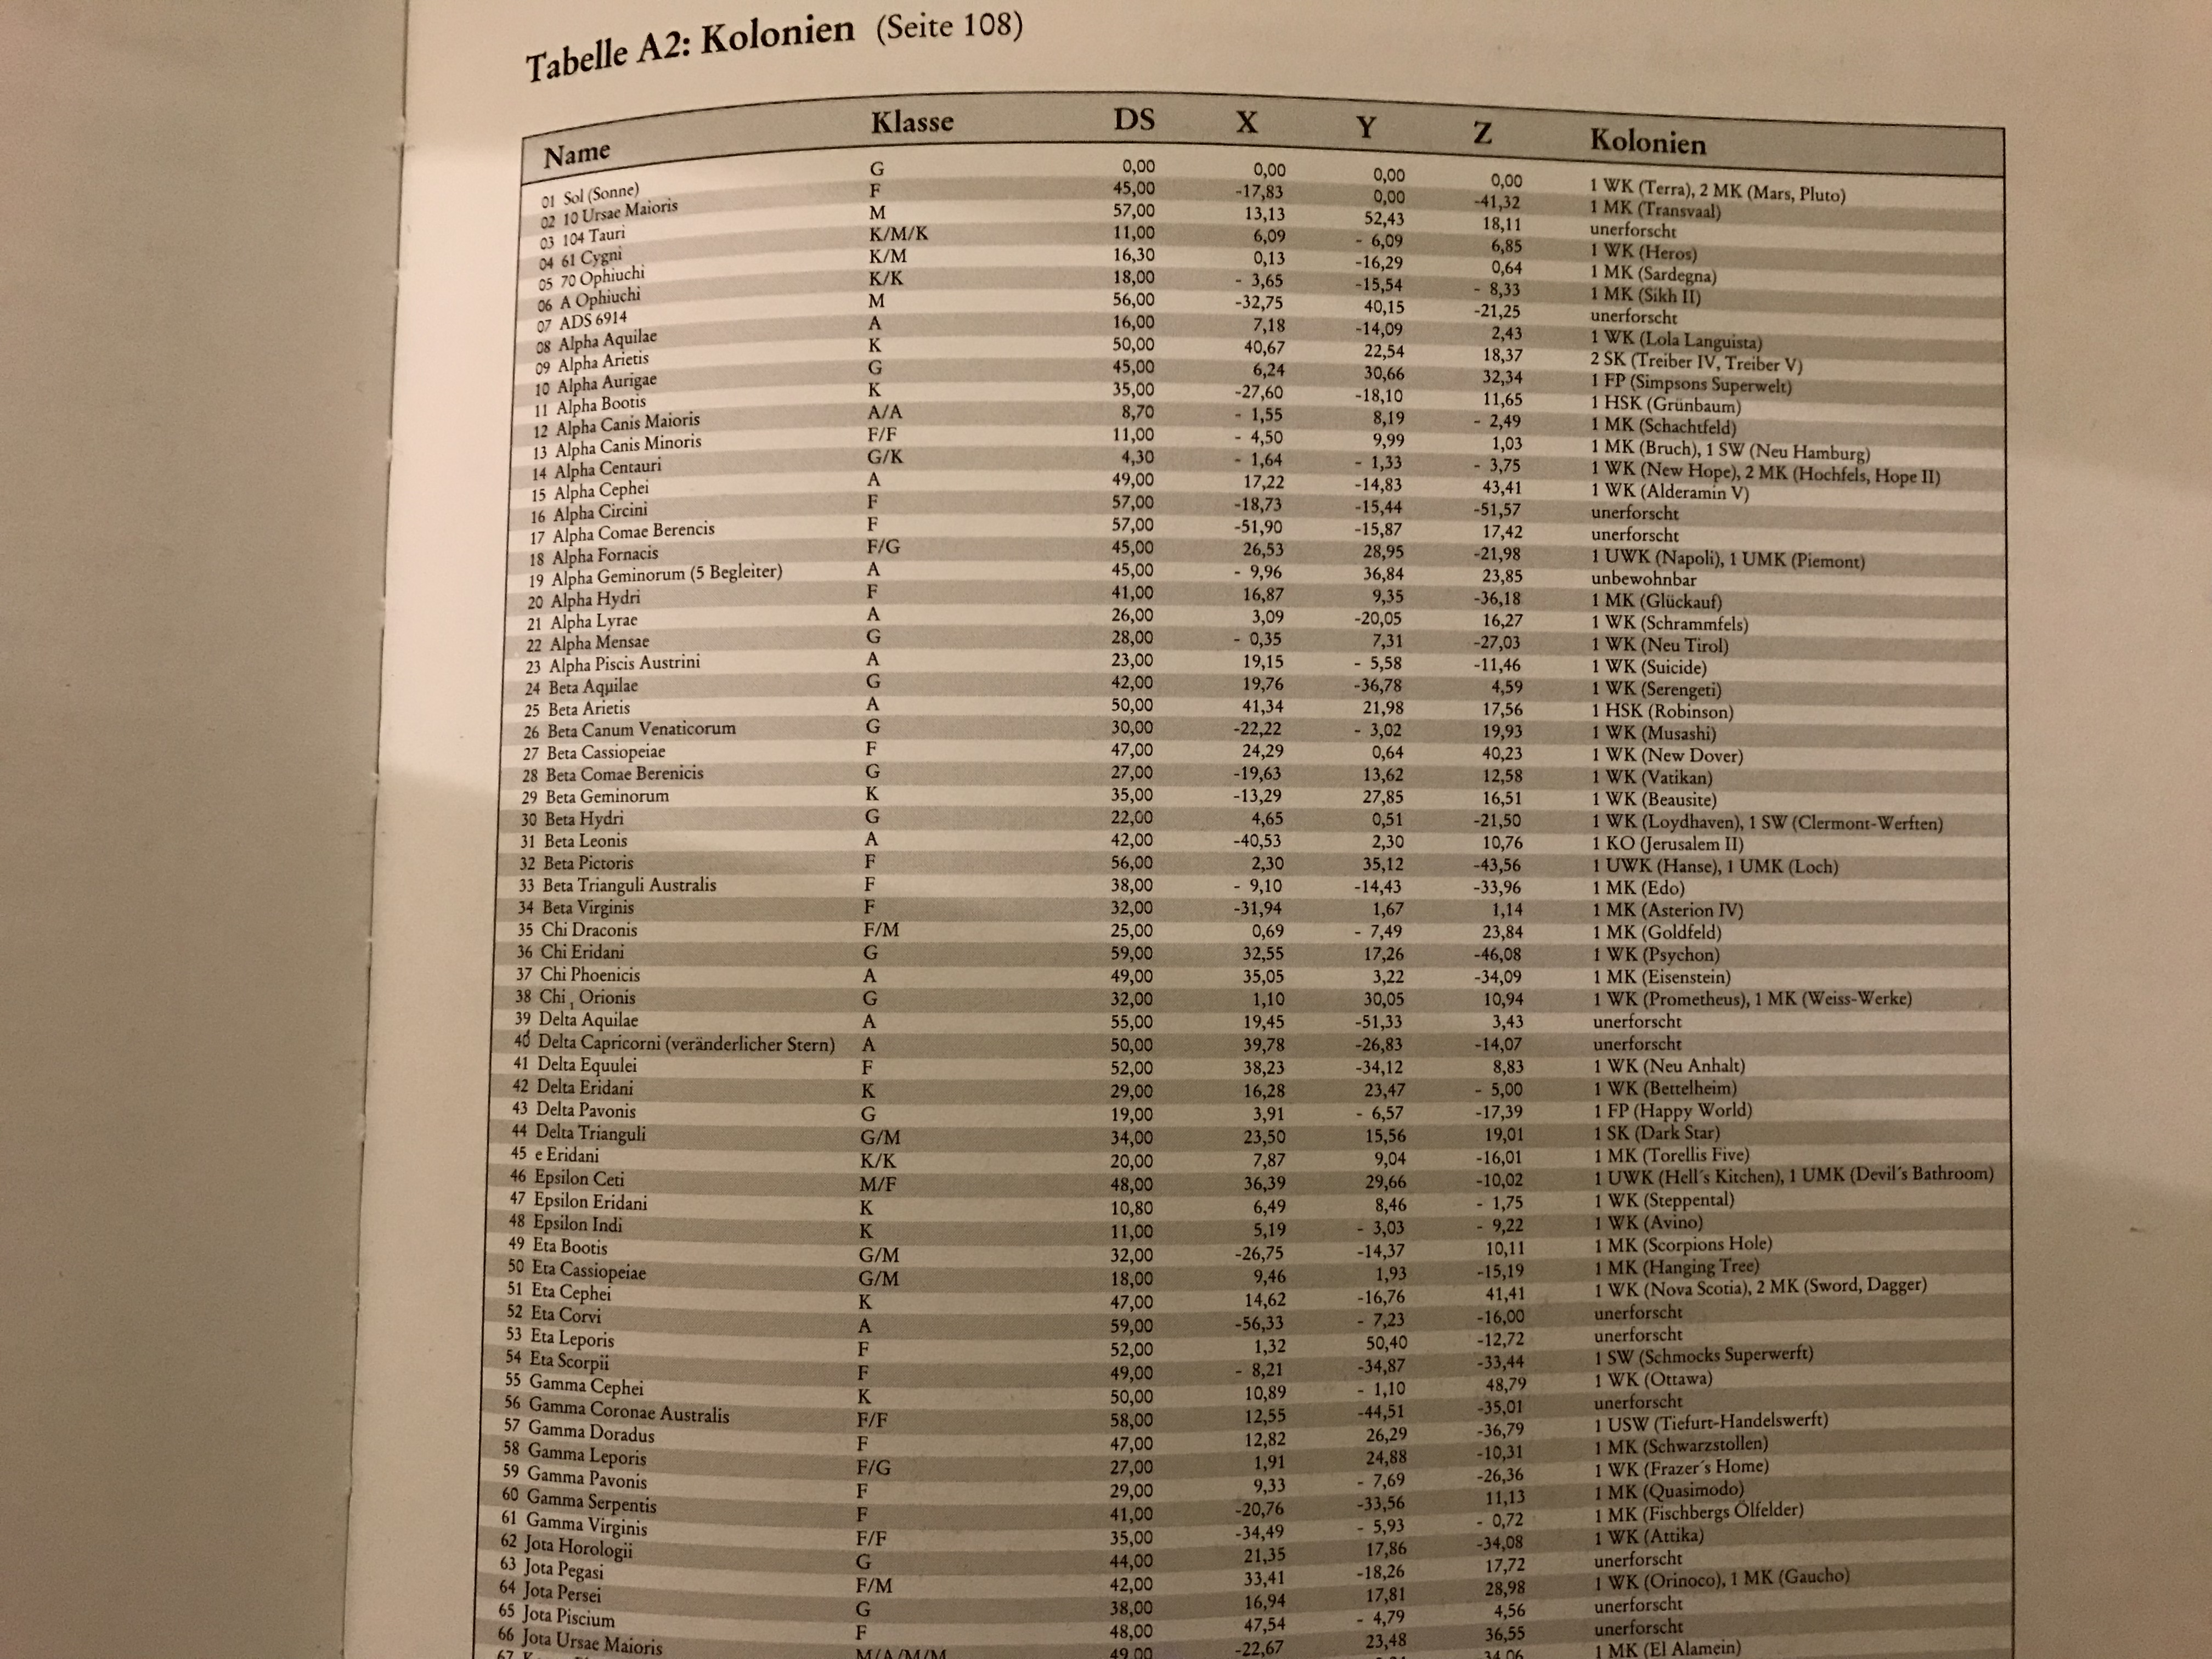 Tabelle A2: Kolonien (Seite 108)
Name Klasse DS X Y Z Kolonien
01 Sol (Sonne) G 0,00 0,00 0,00 0,00 1 WK (Terra), 2 MK (Mars, Pluto)
02 10 Ursae Maioris F 45,00 -17,83 0,00 -41,32 1 MK (Transvaal)
03 104 Tauri M 57,00 13,13 52,43 18,11 unerforscht
04 61 Cygni K/M/K 11,00 6,09 - 6,09 6,85 1 WK (Heros)
05 70 Ophiuchi K/M 16,30 0,13 -16,29 0,64 1 MK (Sardegna)
06 A Ophiuchi K/K 18,00 - 3,65 -15,54 - 8,33 1 MK (Sikh II)
07 ADS 6914 M 56,00 -32,75 40,15 -21,25 unerforscht
08 Alpha Aquilae A 16,00 7,18 -14,09 2,43 1 WK (Lola Languista)
09 Alpha Arietis K 50,00 40,67 22,54 18,37 2 SK (Treiber IV, Treiber V)
10 Alpha Aurigae G 45,00 6,24 30,66 32,34 1 FP (Simpsons Superwelt)
11 Alpha Bootis K 35,00 -27,60 -18,10 11,65 1 HSK (Grünbaum)
12 Alpha Canis Maioris A/A 8,70 - 1,55 8,19 - 2,49 1 MK (Schachtfeld)
13 Alpha Canis Minoris F/F 11,00 - 4,50 9,99 1,03 1 MK (Bruch), 1 SW (Neu Hamburg)
14 Alpha Centauri G/K 4,30 - 1,64 - 1,33 - 3,75 1 WK (New Hope), 2 MK (Hochfels, Hope II)
15 Alpha Cephei A 49,00 17,22 -14,83 43,41 1 WK (Alderamin V)
16 Alpha Circini F 57,00 -18,73 -15,44 -51,57 unerforscht
17 Alpha Comae Berencis F 57,00 -51,90 -15,87 17,42 unerforscht
18 Alpha Fornacis F/G 45,00 26,53 28,95 -21,98 1 UWK (Napoli), 1 UMK (Piemont)
19 Alpha Geminorum (5 Begleiter) A 45,00 - 9,96 36,84 23,85 unbewohnbar
20 Alpha Hydri F 41,00 16,87 9,35 -36,18 1 MK (Glückauf)
21 Alpha Lyrae A 26,00 3,09 -20,05 16,27 1 WK (Schrammfels)
22 Alpha Mensae G 28,00 - 0,35 7,31 -27,03 1 WK (Neu Tirol)
23 Alpha Piscis Austrini A 23,00 19,15 - 5,58 -11,46 1 WK (Suicide)
24 Beta Aquilae G 42,00 19,76 -36,78 4,59 1 WK (Serengeti)
25 Beta Arietis A 50,00 41,34 21,98 17,56 1 HSK (Robinson)
26 Beta Canum Venaticorum G 30,00 -22,22 - 3,02 19,93 1 WK (Musashi)
27 Beta Cassiopeiae F 47,00 24,29 0,64 40,23 1 WK (New Dover)
28 Beta Comae Berenicis G 27,00 -19,63 13,62 12,58 1 WK (Vatikan)
29 Beta Geminorum K 35,00 -13,29 27,85 16,51 1 WK (Beausite)
30 Beta Hydri G 22,00 4,65 0,51 -21,50 1 WK (Loydhaven), 1 SW (Clermont-Werften)
31 Beta Leonis A 42,00 -40,53 2,30 10,76 1 KO (Jerusalem II)
32 Beta Pictoris F 56,00 2,30 35,12 -43,56 1 UWK (Hanse), 1 UMK (Loch)
33 Beta Trianguli Australis F 38,00 - 9,10 -14,43 -33,96 1 MK (Edo)
34 Beta Virginis F 32,00 -31,94 1,67 1,14 1 MK (Asterion IV)
35 Chi Draconis F/M 25,00 0,69 - 7,49 23,84 1 MK (Goldfeld)
36 Chi Eridani G 59,00 32,55 17,26 -46,08 1 WK (Psychon)
37 Chi Phoenicis A 49,00 35,05 3,22 -34,09 1 MK (Eisenstein)
38 Chi ₁ Orionis G 32,00 1,10 30,05 10,94 1 WK (Prometheus), 1 MK (Weiss-Werke)
39 Delta Aquilae A 55,00 19,45 -51,33 3,43 unerforscht
40 Delta Capricorni (veränderlicher Stern) A 50,00 39,78 -26,83 -14,07 unerforscht
41 Delta Equulei F 52,00 38,23 -34,12 8,83 1 WK (Neu Anhalt)
42 Delta Eridani K 29,00 16,28 23,47 - 5,00 1 WK (Bettelheim)
43 Delta Pavonis G 19,00 3,91 - 6,57 -17,39 1 FP (Happy World)
44 Delta Trianguli G/M 34,00 23,50 15,56 19,01 1 SK (Dark Star)
45 e Eridani K/K 20,00 7,87 9,04 -16,01 1 MK (Torellis Five)
46 Epsilon Ceti M/F 48,00 36,39 29,66 -10,02 1 UWK (Hell´s Kitchen), 1 UMK (Devil´s Bathroom)
47 Epsilon Eridani K 10,80 6,49 8,46 - 1,75 1 WK (Steppental)
48 Epsilon Indi K 11,00 5,19 - 3,03 - 9,22 1 WK (Avino)
49 Eta Bootis G/M 32,00 -26,75 -14,37 10,11 1 MK (Scorpions Hole)
50 Eta Cassiopeiae G/M 18,00 9,46 1,93 -15,19 1 MK (Hanging Tree)
51 Eta Cephei K 47,00 14,62 -16,76 41,41 1 WK (Nova Scotia), 2 MK (Sword, Dagger)
52 Eta Corvi A 59,00 -56,33 - 7,23 -16,00 unerforscht
53 Eta Leporis F 52,00 1,32 50,40 -12,72 unerforscht
54 Eta Scorpii F 49,00 - 8,21 -34,87 -33,44 1 SW (Schmocks Superwerft)
55 Gamma Cephei K 50,00 10,89 - 1,10 48,79 1 WK (Ottawa)
56 Gamma Coronae Australis F/F 58,00 12,55 -44,51 -35,01 unerforscht
57 Gamma Doradus F 47,00 12,82 26,29 -36,79 1 USW (Tiefurt-Handelswerft)
58 Gamma Leporis F/G 27,00 1,91 24,88 -10,31 1 MK (Schwarzstollen)
59 Gamma Pavonis F 29,00 9,33 - 7,69 -26,36 1 WK (Frazer´s Home)
60 Gamma Serpentis F 41,00 -20,76 -33,56 11,13 1 MK (Quasimodo)
61 Gamma Virginis F/F 35,00 -34,49 - 5,93 - 0,72 1 MK (Fischbergs Ölfelder)
62 Jota Horologii G 44,00 21,35 17,86 -34,08 1 WK (Attika)
63 Jota Pegasi F/M 42,00 33,41 -18,26 17,72 unerforscht
64 Jota Persei G 38,00 16,94 17,81 28,98 1 WK (Orinoco), 1 MK (Gaucho)
65 Jota Piscium F 48,00 47,54 - 4,79 4,56 unerforscht
66 Jota Ursae Maioris M/A/M/M 49,00 -22,67 23,48 36,55 unerforscht
67 1 MK (El Alamein)